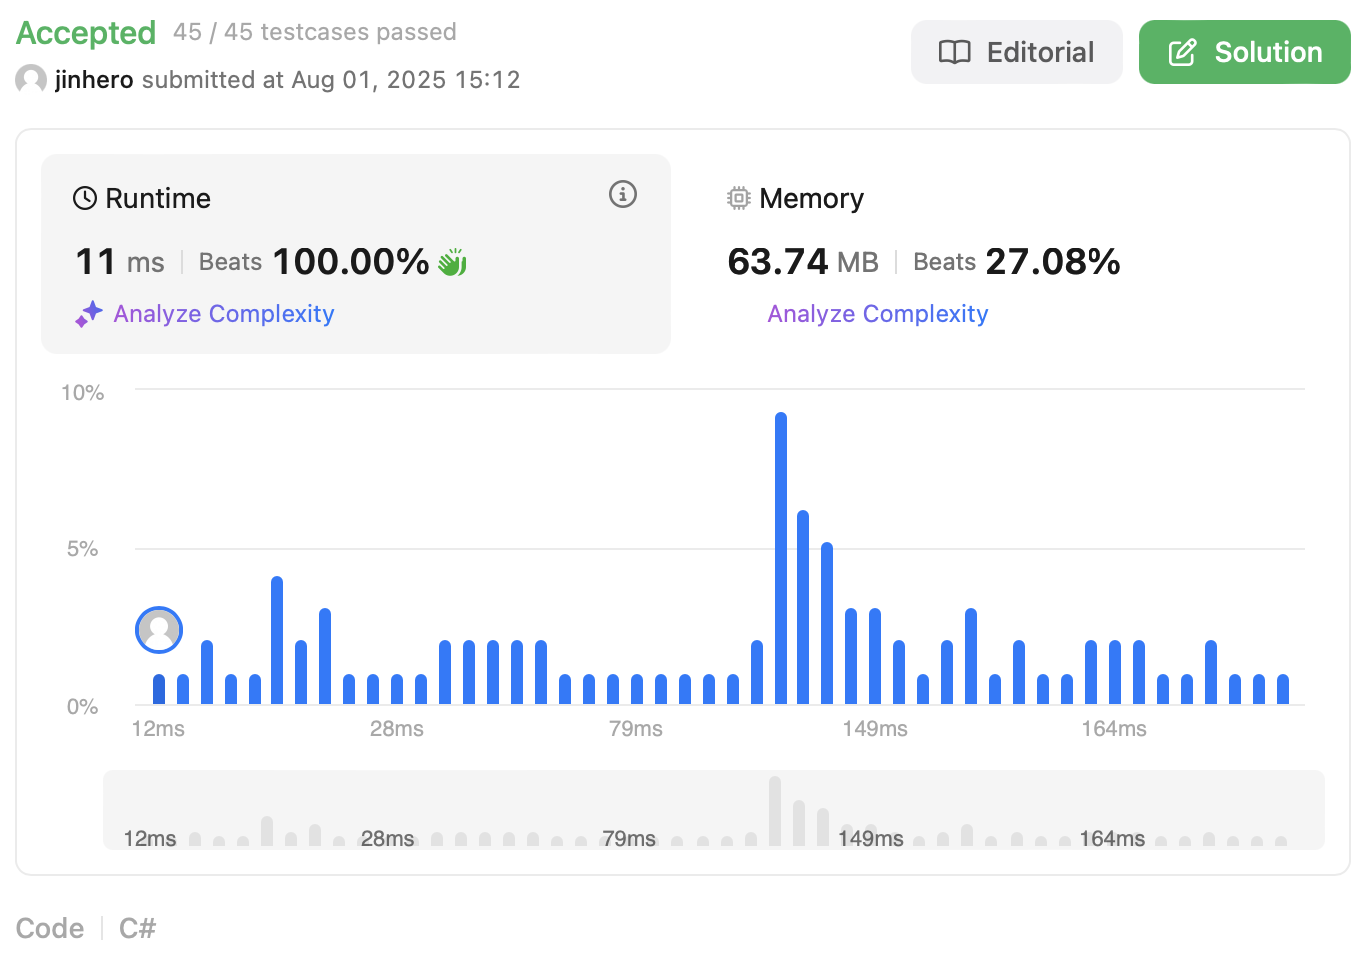 Accepted 45 / 45 testcases passed
jinhero submitted at Aug 01, 2025 15:12
Editorial
Solution
Runtime
11 ms Beats 100.00%
Analyze Complexity
Memory
63.74 MB Beats 27.08%
Analyze Complexity
10%
5%
0%
12ms 28ms 79ms 149ms 164ms
12ms 28ms 79ms 149ms 164ms
Code C#